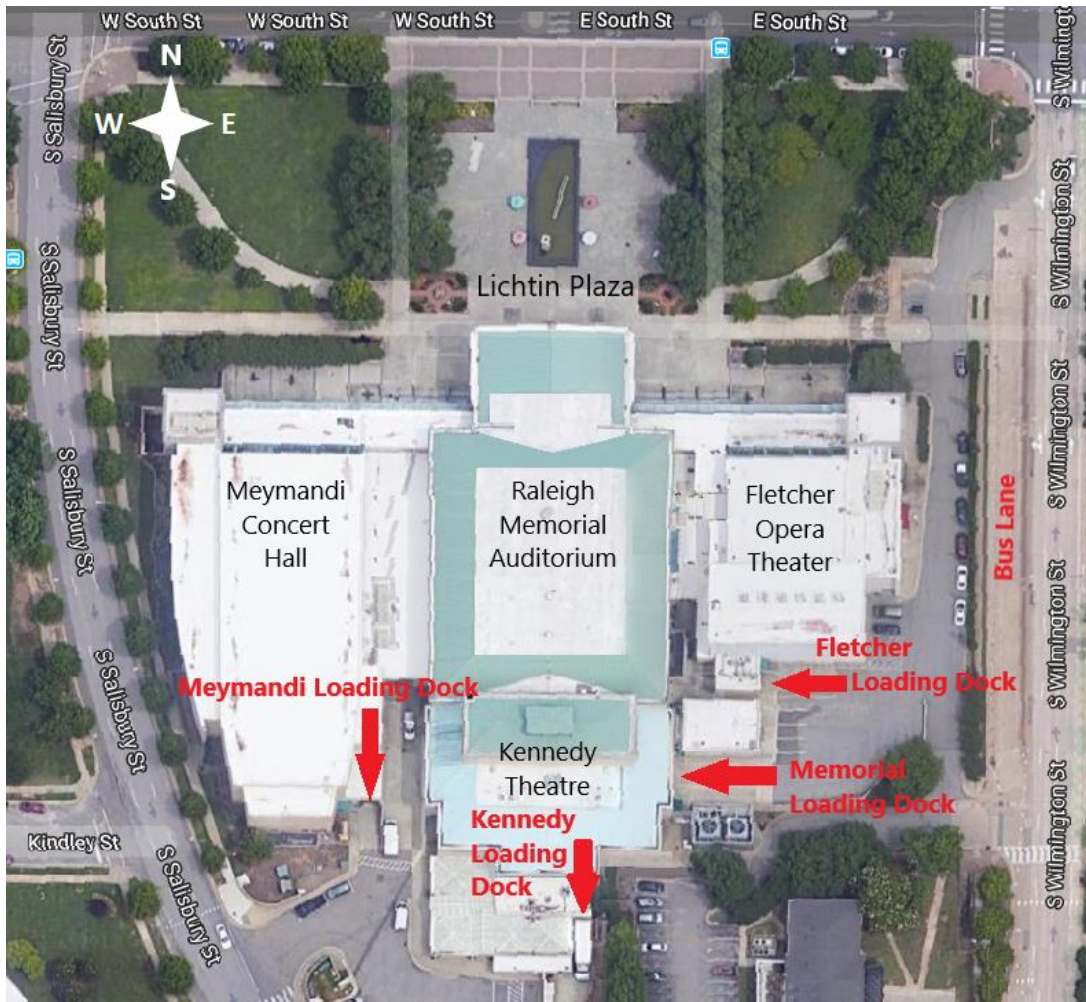 W South St
W South St
W South St
E South St
E South St
S Salisbury St
S Wilmington St
N
W
E
S
S Wilmington St
S Salisbury St
S Wilmington St
Lichtin Plaza
S Wilmington St
Meymandi
Concert
Hall
Raleigh
Memorial
Auditorium
Fletcher
Opera
Theater
S Salisbury St
Bus Lane
S Wilmington St
Fletcher
Loading Dock
S Wilmington St
Meymandi Loading Dock
S Salisbury St
Kennedy
Theatre
Memorial
Loading Dock
S Wilmington St
Kennedy
Loading
Dock
Kindley St
S Salisbury St